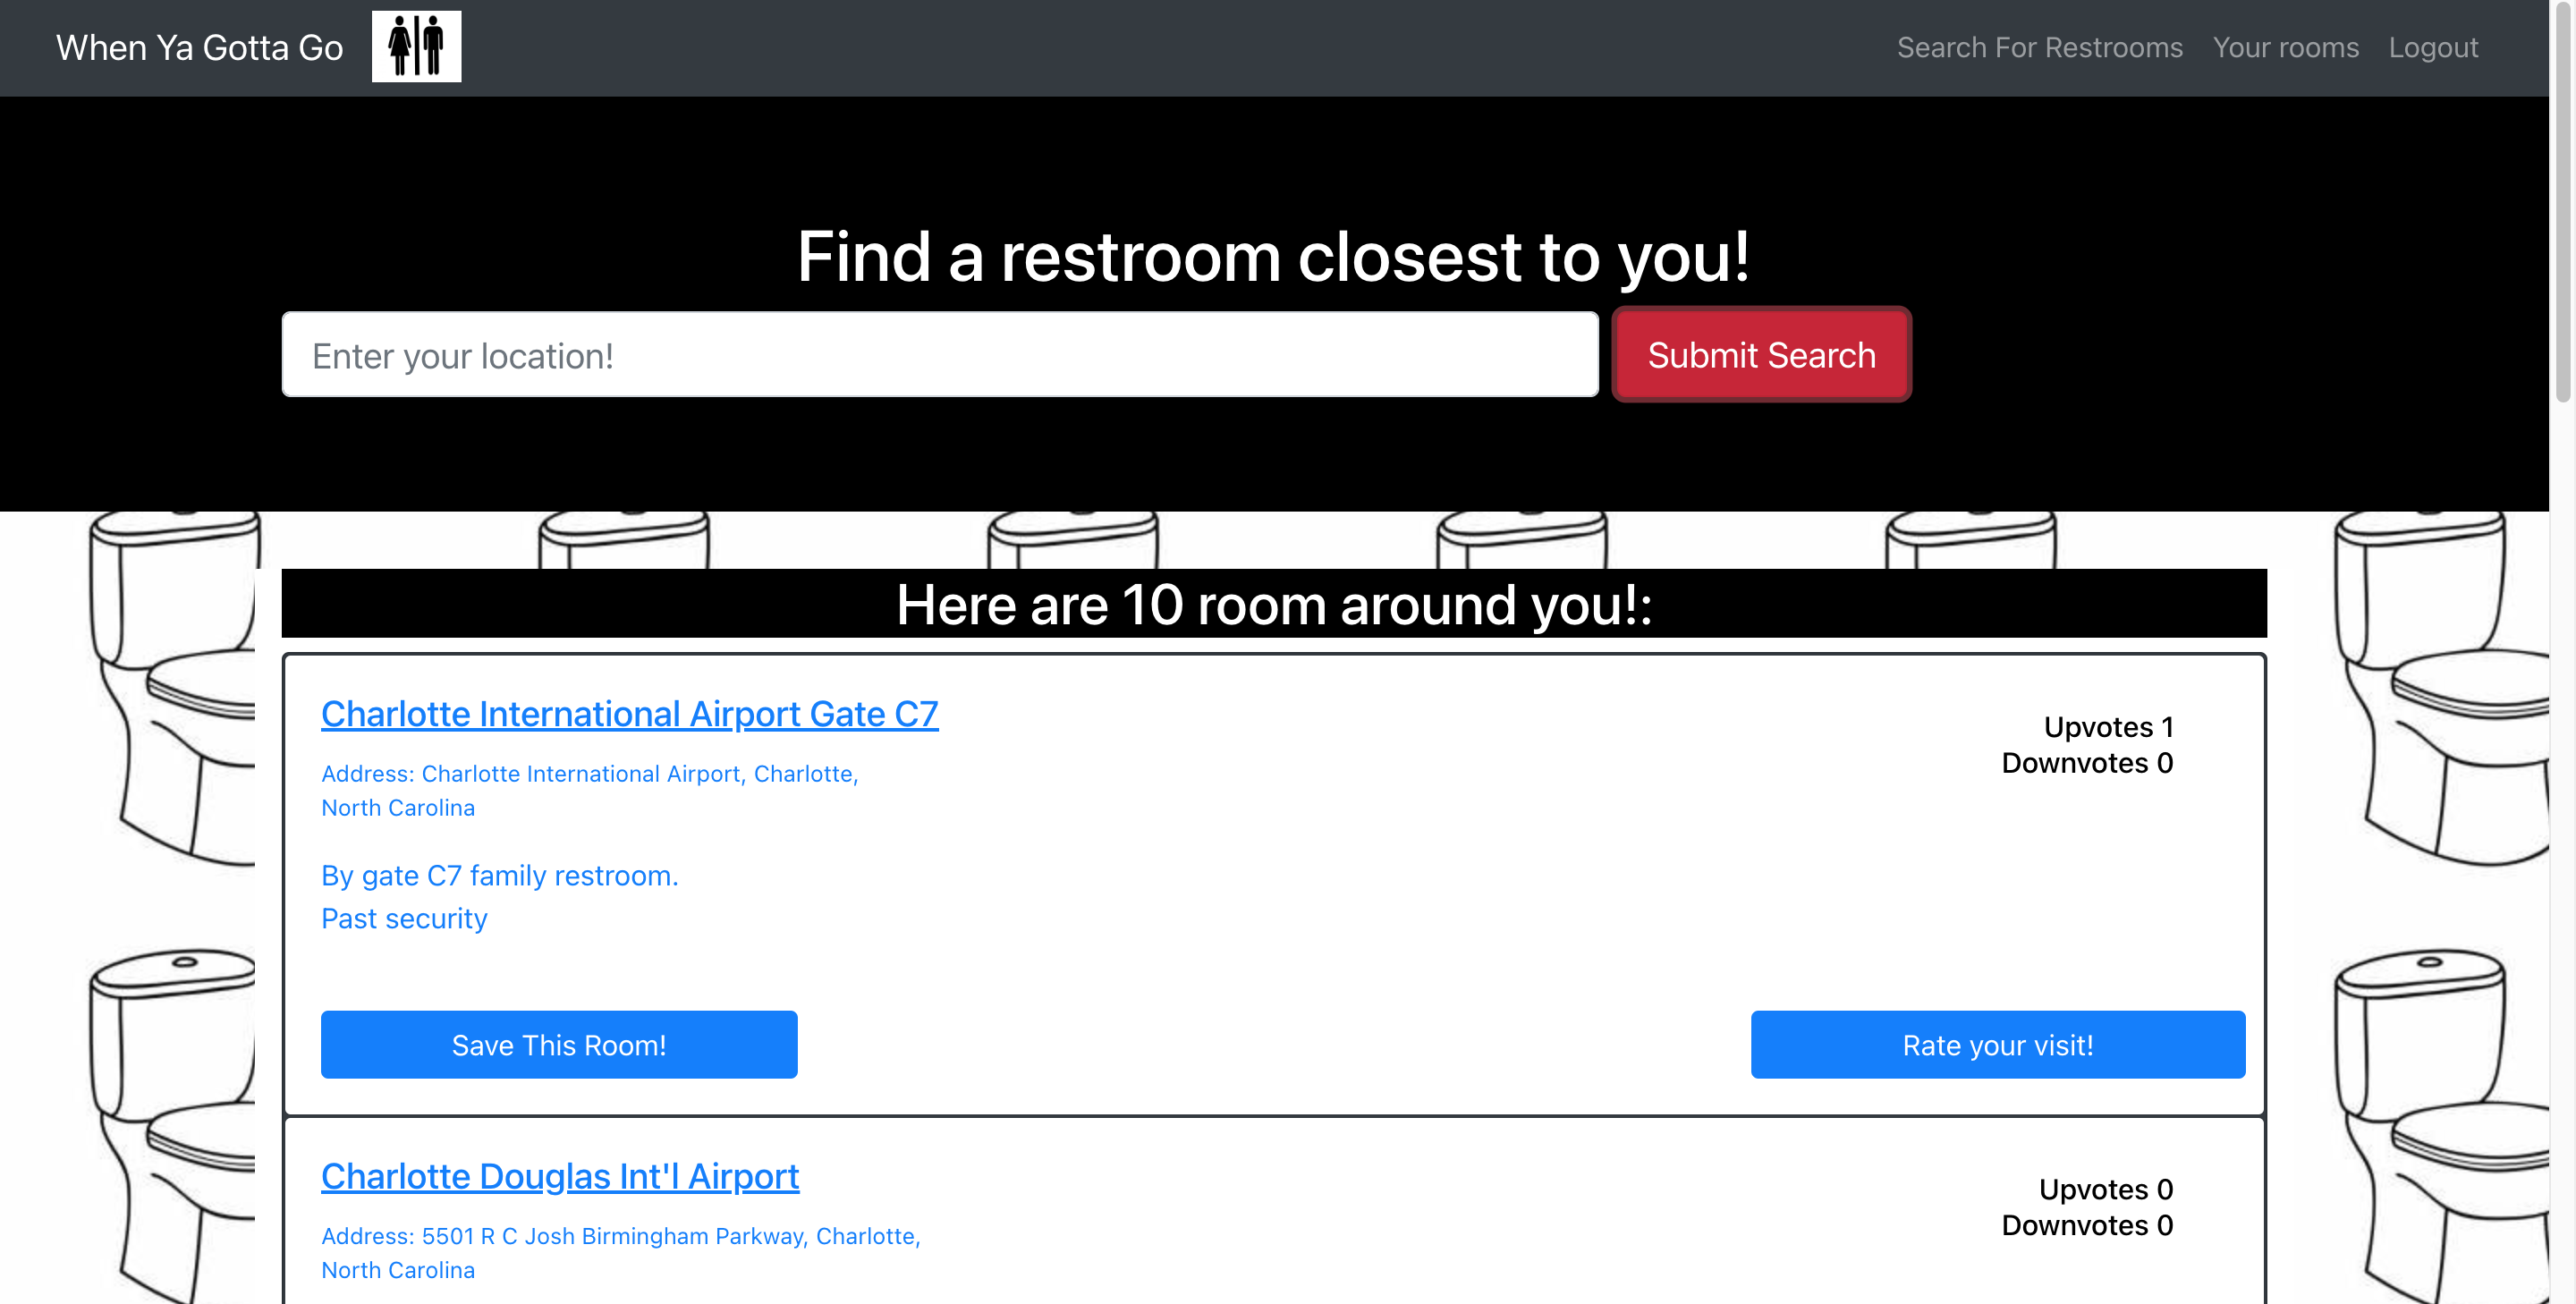 When Ya Gotta Go
Search For Restrooms Your rooms Logout
Find a restroom closest to you!
Enter your location!
Submit Search
Here are 10 room around you!:
Charlotte International Airport Gate C7
Upvotes 1
Downvotes 0
Address: Charlotte International Airport, Charlotte,
North Carolina
By gate C7 family restroom.
Past security
Save This Room!
Rate your visit!
Charlotte Douglas Int'l Airport
Upvotes 0
Downvotes 0
Address: 5501 R C Josh Birmingham Parkway, Charlotte,
North Carolina